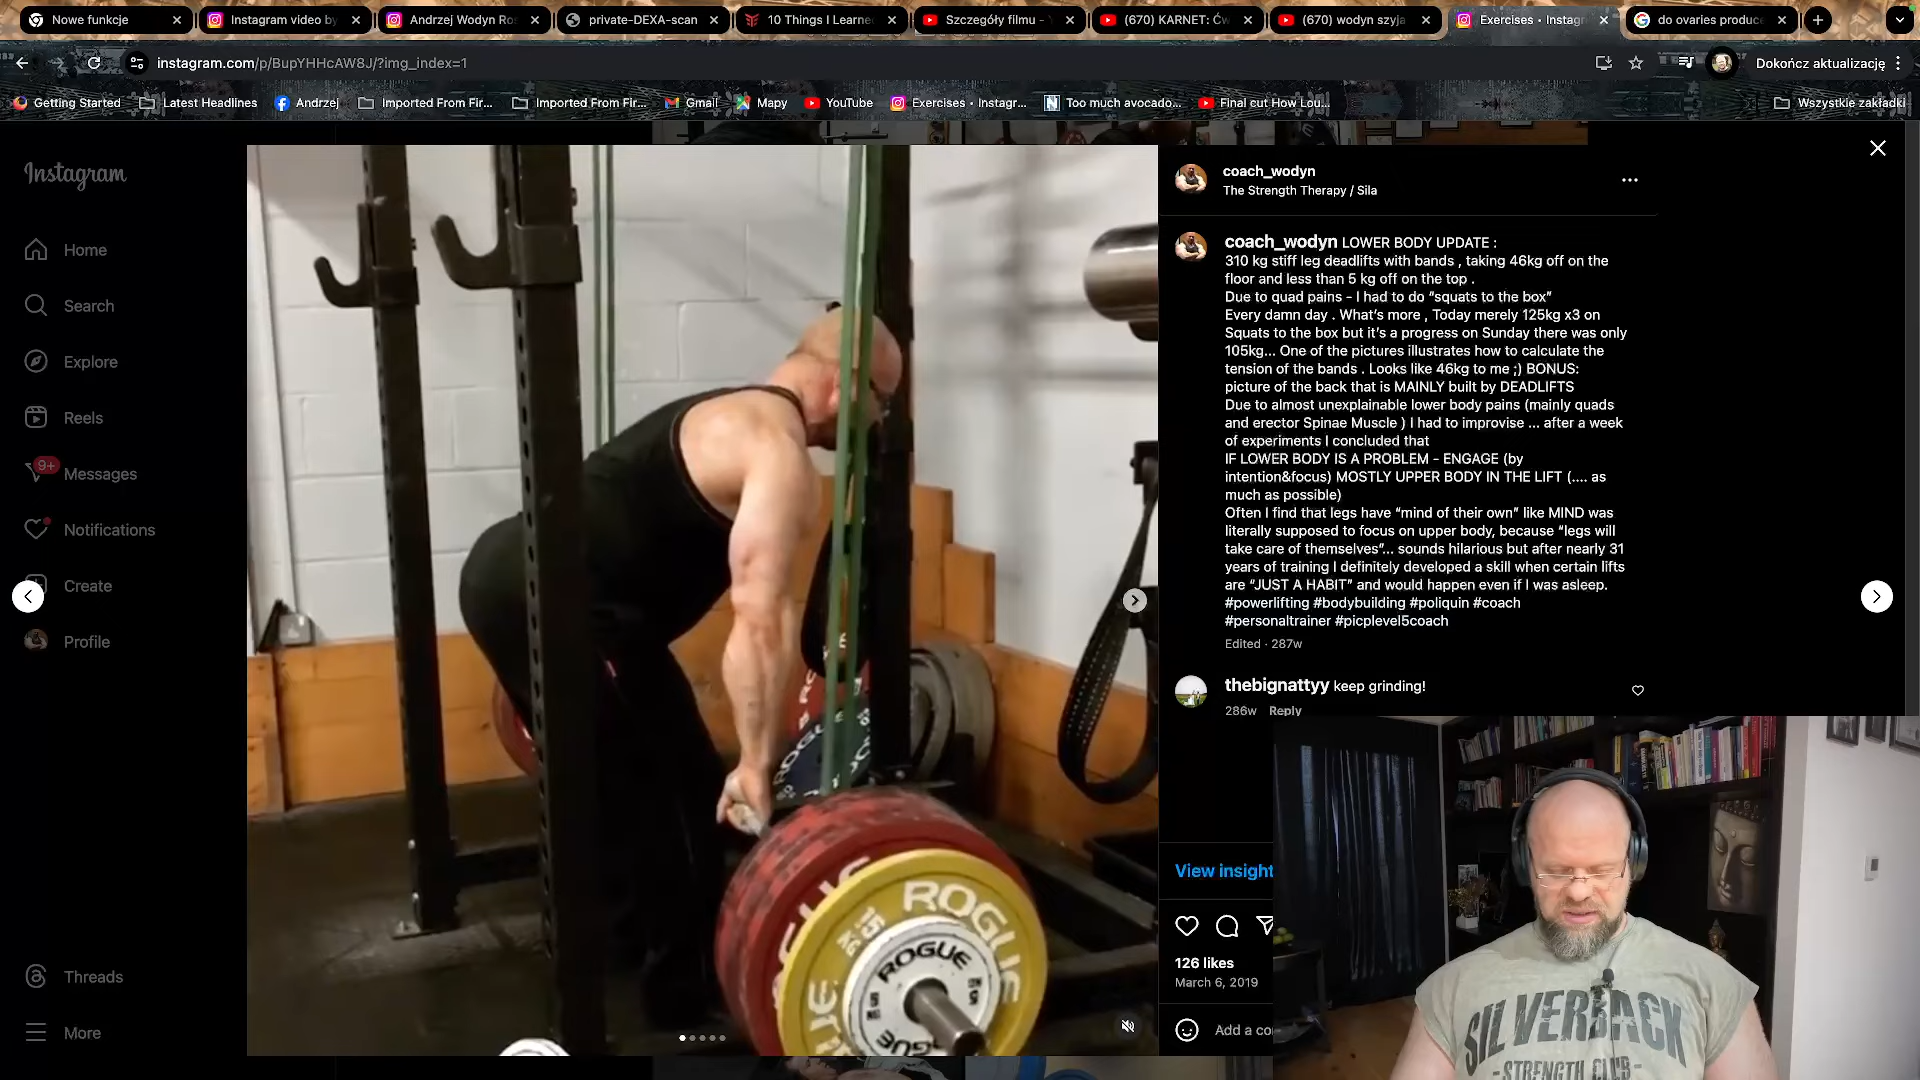 Nowe funkcje
Instagram video by
Andrzej Wodyn Ro
private-DEXA-scan
10 Things I Learne
Szczegóły filmu - Y
(670) KARNET: Ćw
(670) wodyn szyja
Exercises • Instagr
do ovaries produce
instagram.com/p/BupYHHcAW8J/?img_index=1
Dokończ aktualizację
Getting Started
Latest Headlines
Andrzej
Imported From Fir...
Imported From Fir...
Gmail
Mapy
YouTube
Exercises • Instagr...
Too much avocado...
Final cut How Lou...
Wszystkie zakładki
Instagram
Home
Search
Explore
Reels
9+
Messages
Notifications
Create
Profile
Threads
More
coach_wodyn
The Strength Therapy / Sila
coach_wodyn LOWER BODY UPDATE :
310 kg stiff leg deadlifts with bands , taking 46kg off on the
floor and less than 5 kg off on the top .
Due to quad pains - I had to do “squats to the box”
Every damn day . What’s more , Today merely 125kg x3 on
Squats to the box but it’s a progress on Sunday there was only
105kg... One of the pictures illustrates how to calculate the
tension of the bands . Looks like 46kg to me ;) BONUS:
picture of the back that is MAINLY built by DEADLIFTS
Due to almost unexplainable lower body pains (mainly quads
and erector Spinae Muscle ) I had to improvise ... after a week
of experiments I concluded that
IF LOWER BODY IS A PROBLEM - ENGAGE (by
intention&focus) MOSTLY UPPER BODY IN THE LIFT (.... as
much as possible)
Often I find that legs have “mind of their own” like MIND was
literally supposed to focus on upper body, because “legs will
take care of themselves”... sounds hilarious but after nearly 31
years of training I definitely developed a skill when certain lifts
are “JUST A HABIT” and would happen even if I was asleep.
#powerlifting #bodybuilding #poliquin #coach
#personaltrainer #picplevel5coach
Edited · 287w
thebignattyy keep grinding!
286w Reply
View insight
126 likes
March 6, 2019
Add a co
ROGUE
ROGUE
ROGUE
SILVERBACK
-STRENGTH CLUB-